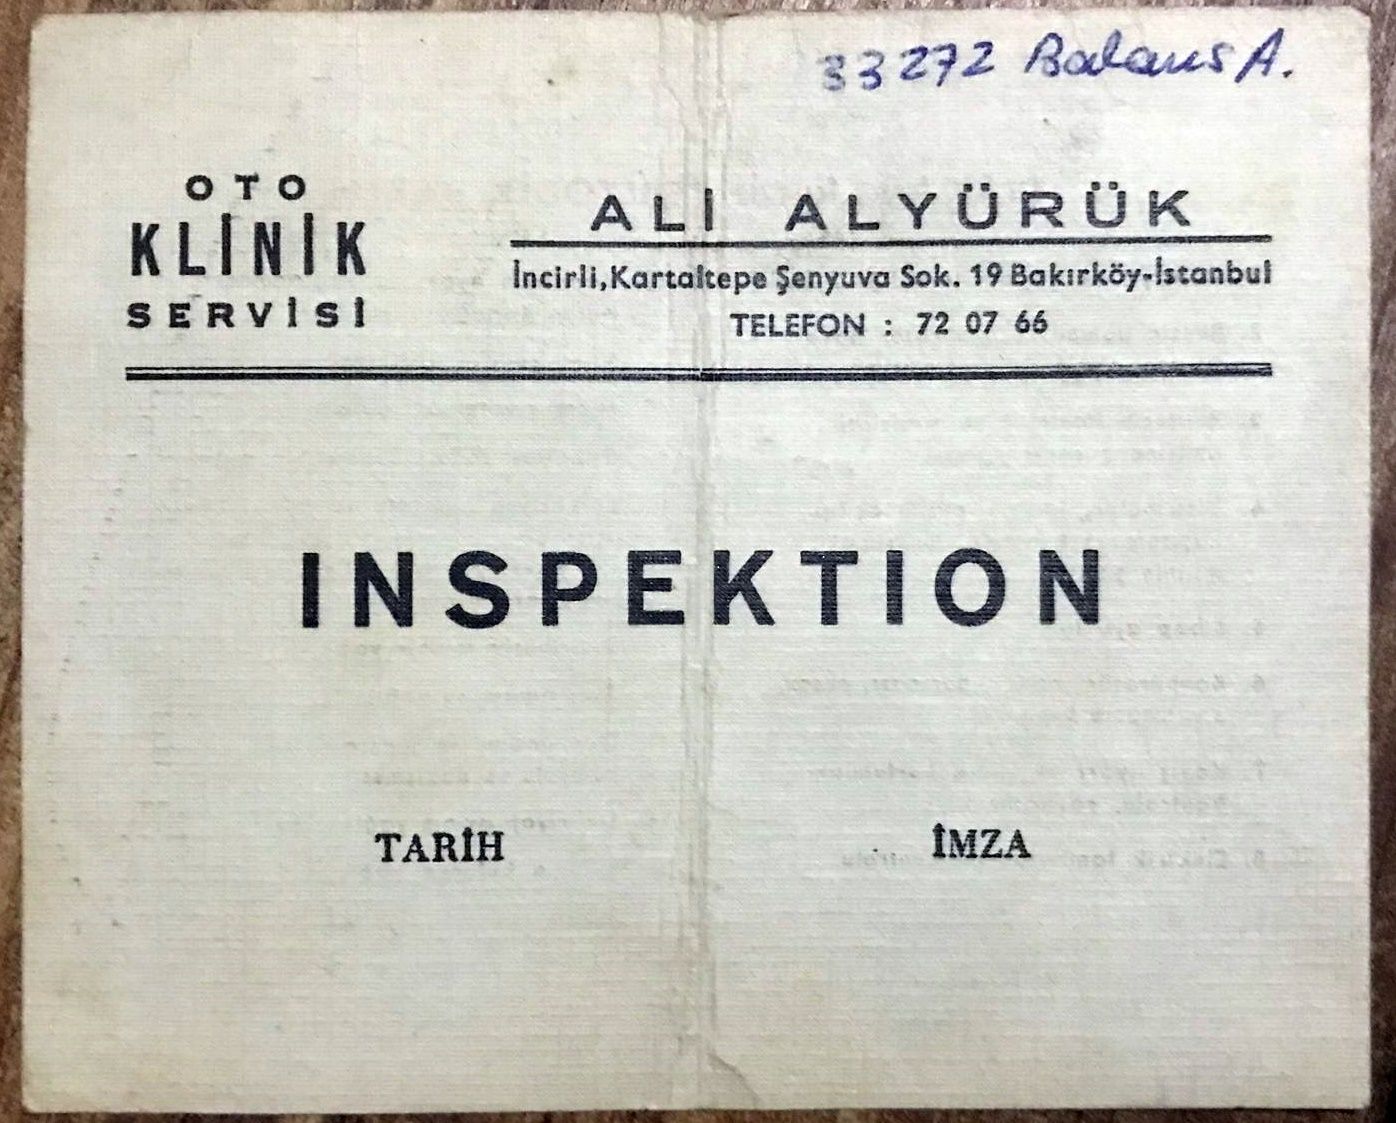 33272 Balans A.
OTO
KLİNİK
SERVİSİ
ALİ ALYÜRÜK
İncirli, Kartaltepe Şenyuva Sok. 19 Bakırköy-İstanbul
TELEFON : 72 07 66
INSPEKTION
TARİH İMZA